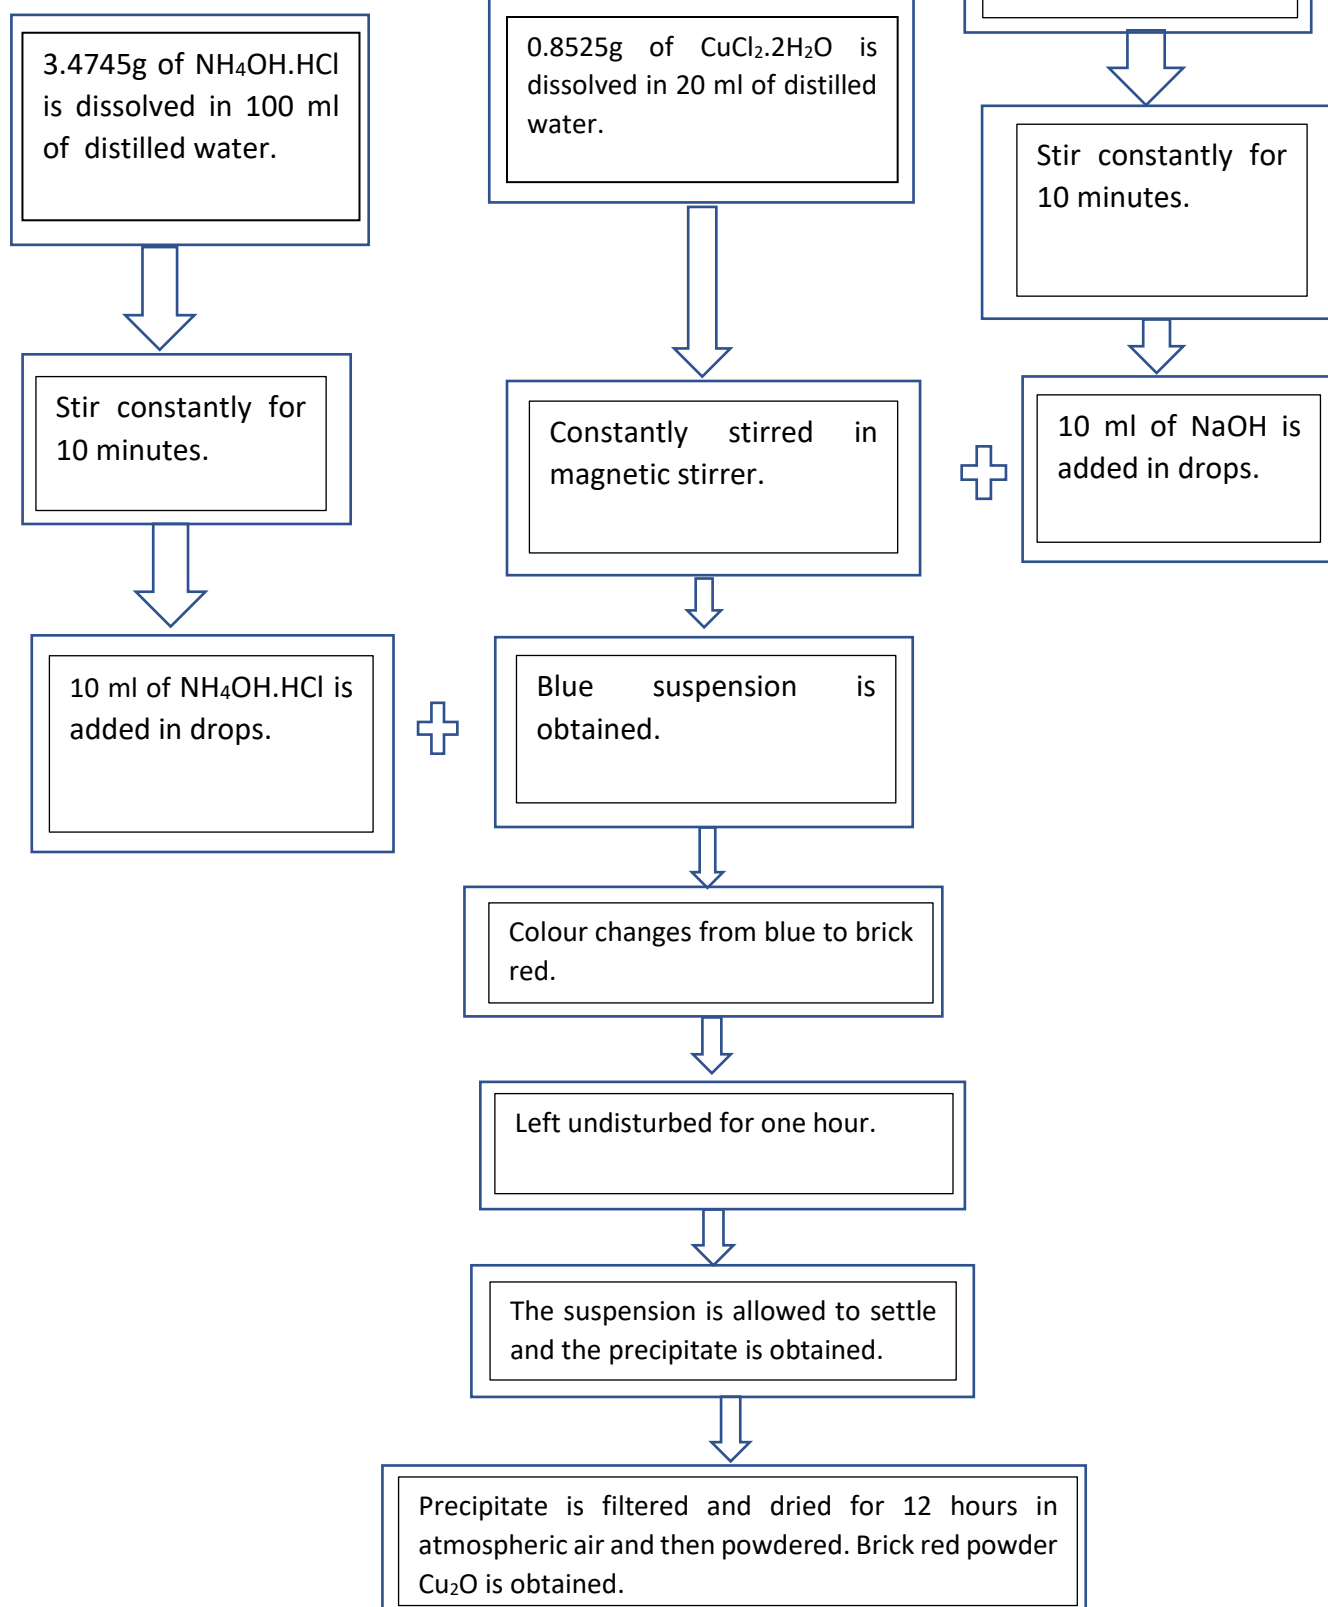 3.4745g of NH₄OH.HCl
is dissolved in 100 ml
of distilled water.
0.8525g of CuCl₂.2H₂O is
dissolved in 20 ml of distilled
water.
Stir constantly for
10 minutes.
Stir constantly for
10 minutes.
Constantly stirred in
magnetic stirrer.
10 ml of NaOH is
added in drops.
10 ml of NH₄OH.HCl is
added in drops.
Blue suspension is
obtained.
Colour changes from blue to brick
red.
Left undisturbed for one hour.
The suspension is allowed to settle
and the precipitate is obtained.
Precipitate is filtered and dried for 12 hours in
atmospheric air and then powdered. Brick red powder
Cu₂O is obtained.